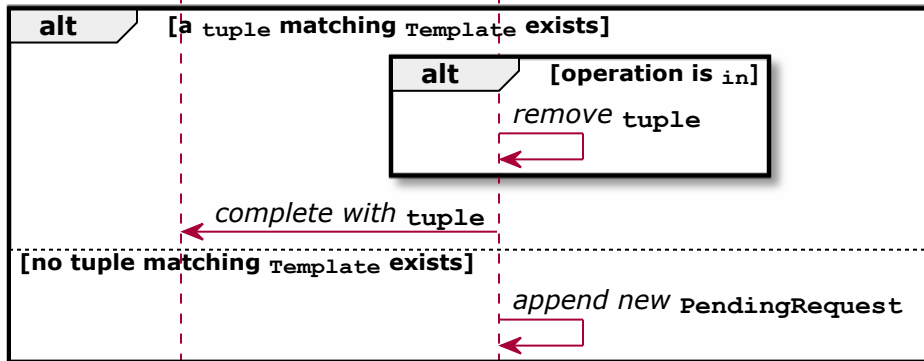 alt [a tuple matching Template exists]
alt [operation is in]
remove tuple
complete with tuple
[no tuple matching Template exists]
append new PendingRequest